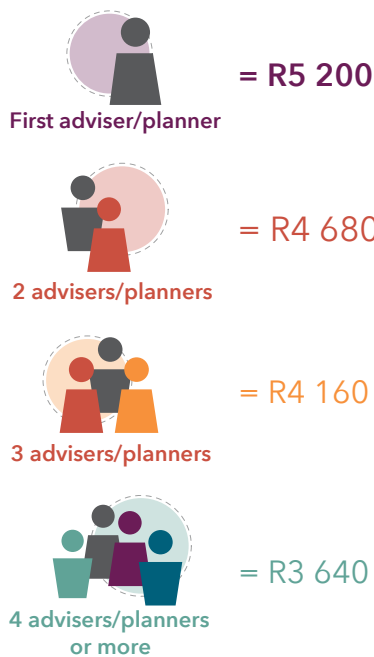 = R5 200
First adviser/planner
= R4 680
2 advisers/planners
= R4 160
3 advisers/planners
= R3 640
4 advisers/planners
or more